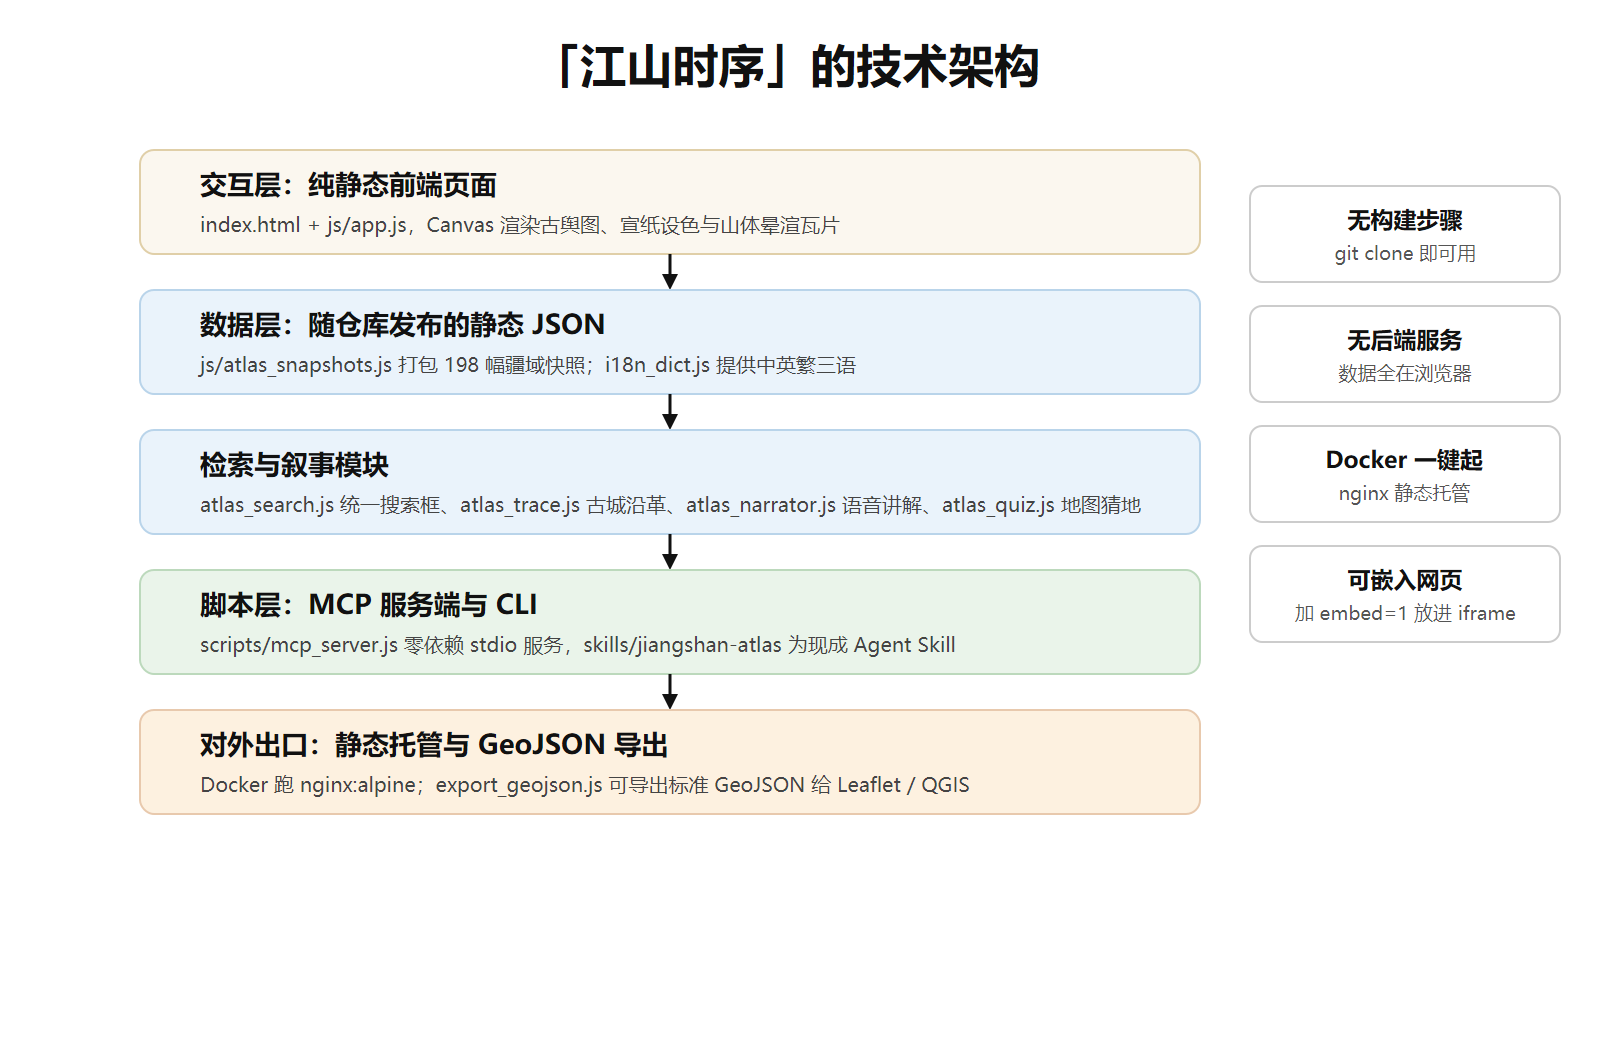 「江山时序」的技术架构
交互层：纯静态前端页面
index.html + js/app.js，Canvas 渲染古舆图、宣纸设色与山体晕渲瓦片
数据层：随仓库发布的静态 JSON
js/atlas_snapshots.js 打包 198 幅疆域快照；i18n_dict.js 提供中英繁三语
检索与叙事模块
atlas_search.js 统一搜索框、atlas_trace.js 古城沿革、atlas_narrator.js 语音讲解、atlas_quiz.js 地图猜地
脚本层：MCP 服务端与 CLI
scripts/mcp_server.js 零依赖 stdio 服务，skills/jiangshan-atlas 为现成 Agent Skill
对外出口：静态托管与 GeoJSON 导出
Docker 跑 nginx:alpine；export_geojson.js 可导出标准 GeoJSON 给 Leaflet / QGIS
无构建步骤
git clone 即可用
无后端服务
数据全在浏览器
Docker 一键起
nginx 静态托管
可嵌入网页
加 embed=1 放进 iframe